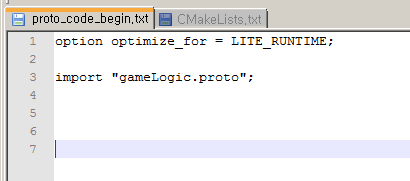 proto_code_begin.txt CMakeLists.txt
1 option optimize_for = LITE_RUNTIME;
2
3 import "gameLogic.proto";
4
5
6
7